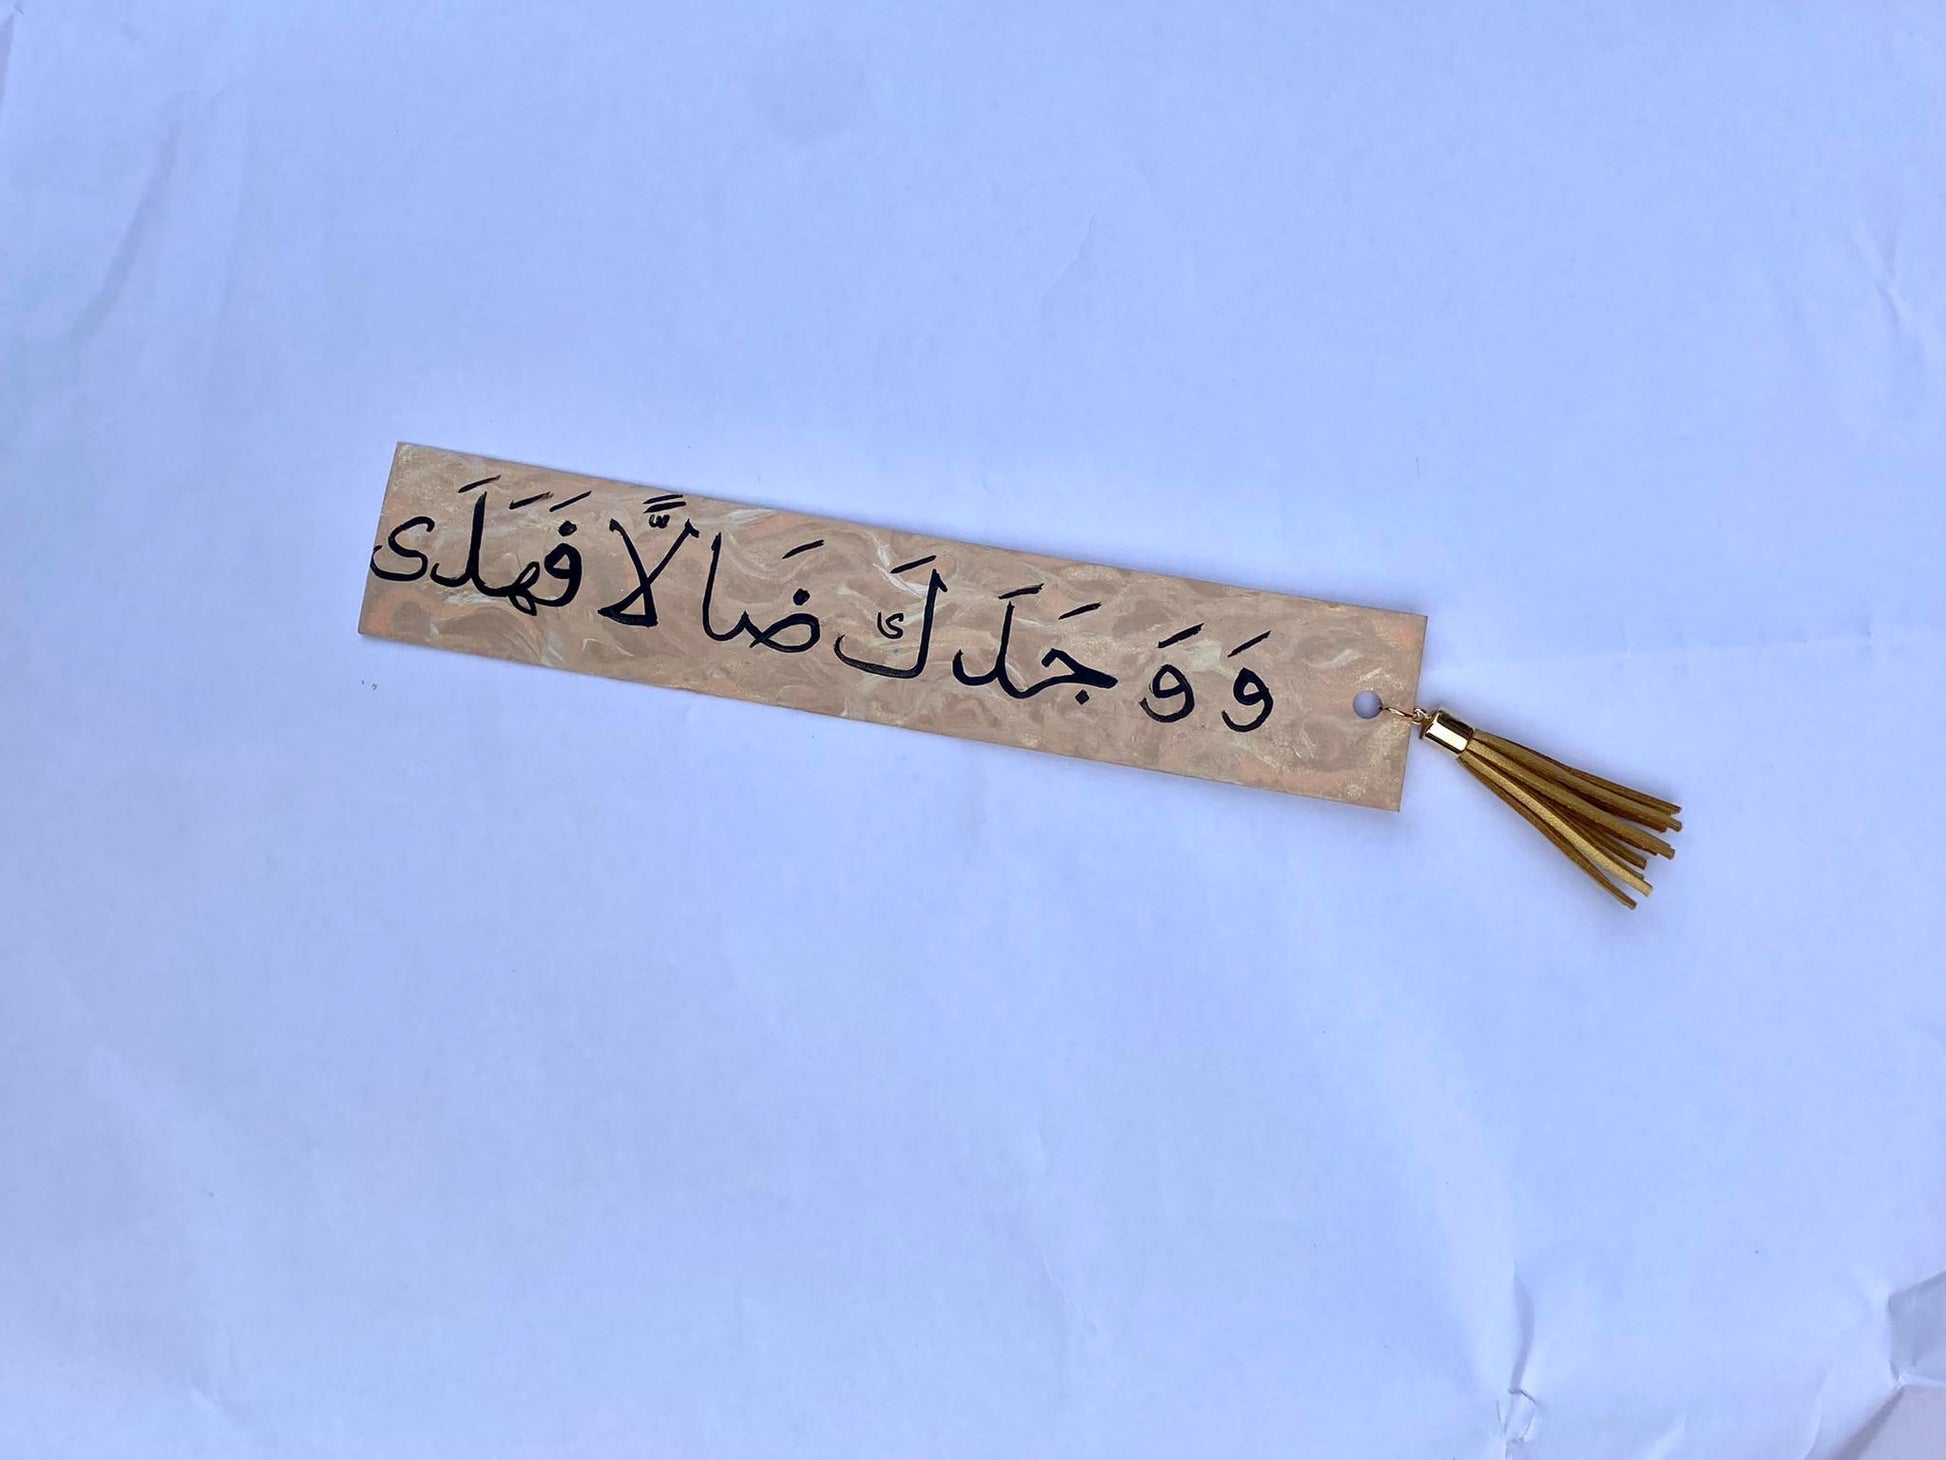 وَ وَجَدَكَ ضَالًّا فَهَدَى